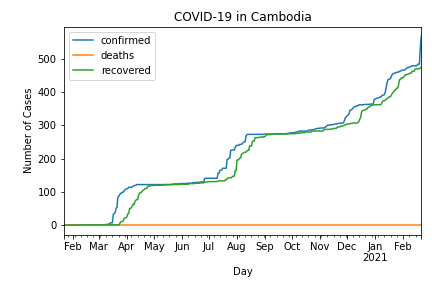 COVID-19 in Cambodia
confirmed
deaths
recovered
Number of Cases
500
400
300
200
100
0
Feb Mar Apr May Jun Jul Aug Sep Oct Nov Dec Jan Feb
2021
Day